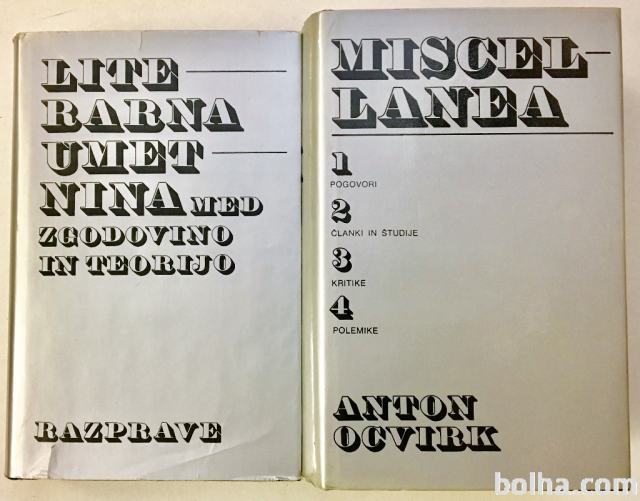 LITE
RARNA
UMET
NINA MED
ZGODOVINO
IN TEORIJO
RAZPRAVE
MISCEL-
LANEA
1
POGOVORI
2
ČLANKI IN ŠTUDIJE
3
KRITIKE
4
POLEMIKE
ANTON
OCVIRK
bolha.com